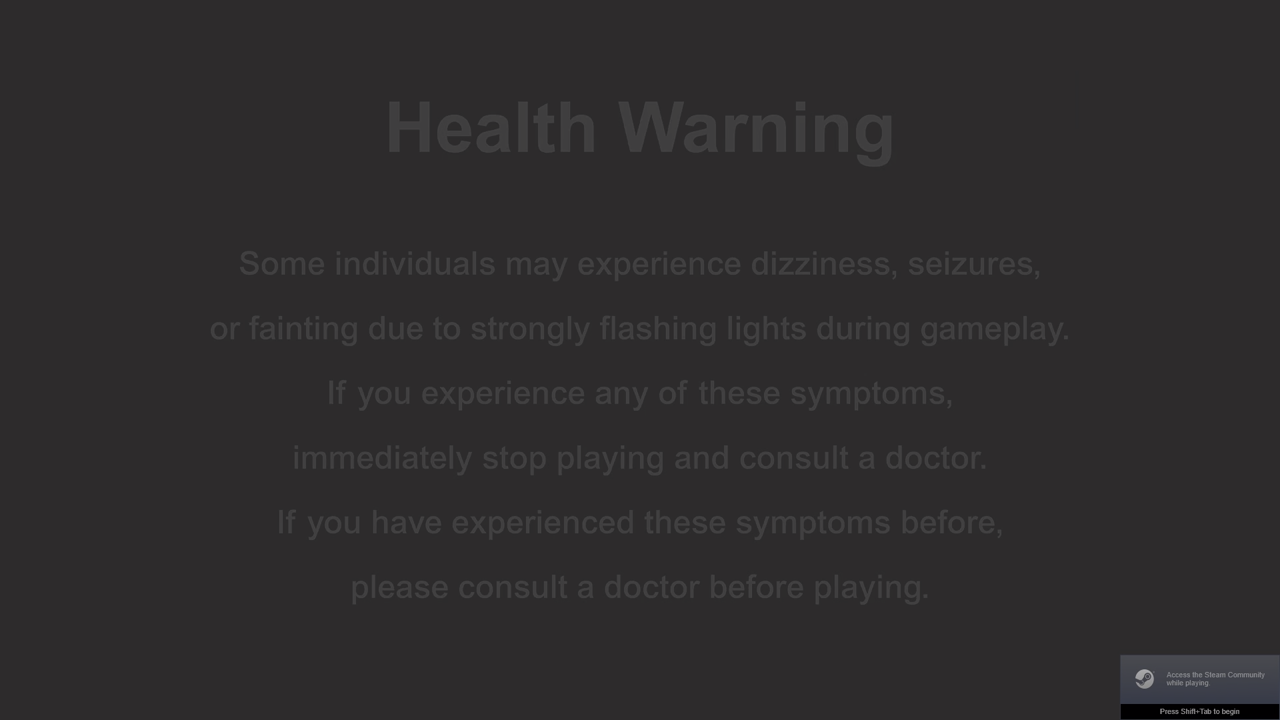 Health Warning
Some individuals may experience dizziness, seizures,
or fainting due to strongly flashing lights during gameplay.
If you experience any of these symptoms,
immediately stop playing and consult a doctor.
If you have experienced these symptoms before,
please consult a doctor before playing.
Access the Steam Community
while playing
Press Shift+Tab to begin